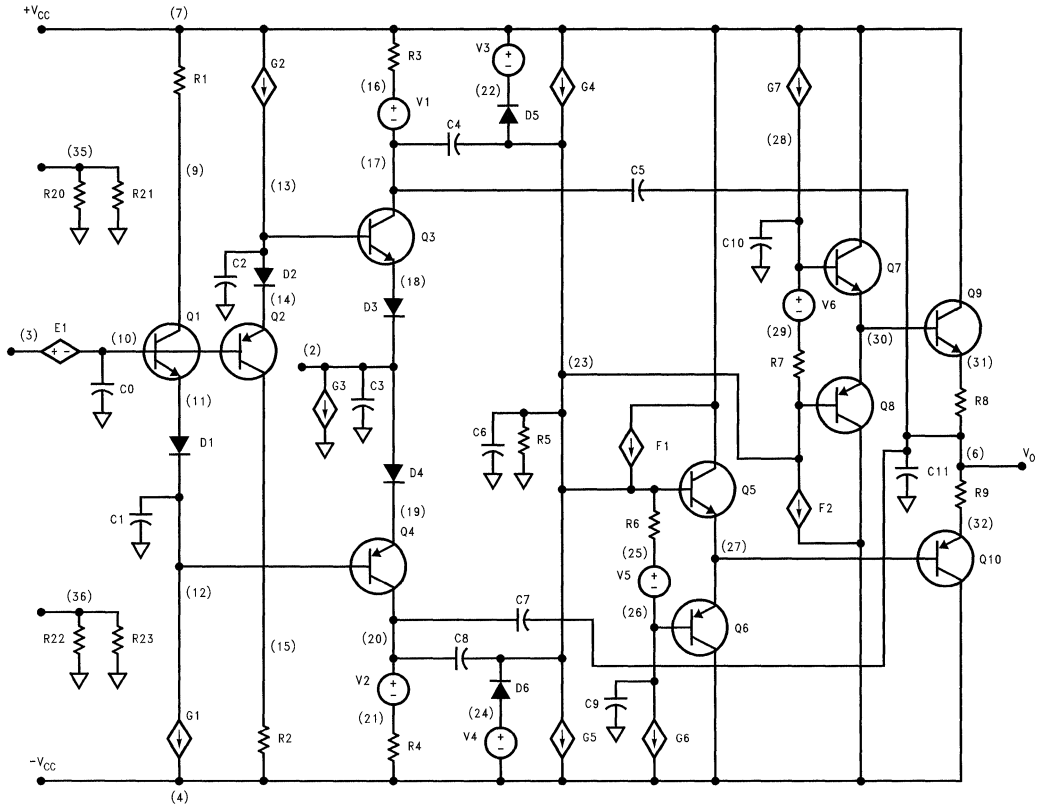 +VCC (7)
R1
G2
R3
V3
G4
G7
(16)
V1
(22)
D5
C4
(28)
(35)
(9)
R20 R21
(13)
(17)
C5
Q3
C10
Q7
C2
D2
(18)
V6
(14)
D3
Q9
(3) E1 (10) Q1 Q2
(29)
(30)
(2)
(23)
R7
(31)
C0
(11)
G3 C3
Q8
R8
D1
C6 R5
F1
(6) VO
C11
D4
Q5
R9
C1
(19)
R6
F2
(32)
Q4
(25)
(27)
Q10
(12)
V5
(36)
(26)
C7
R22 R23
(20)
Q6
(15)
C8
V2
D6
C9
(21)
(24)
G1
R2
R4
V4
G5
G6
-VCC
(4)